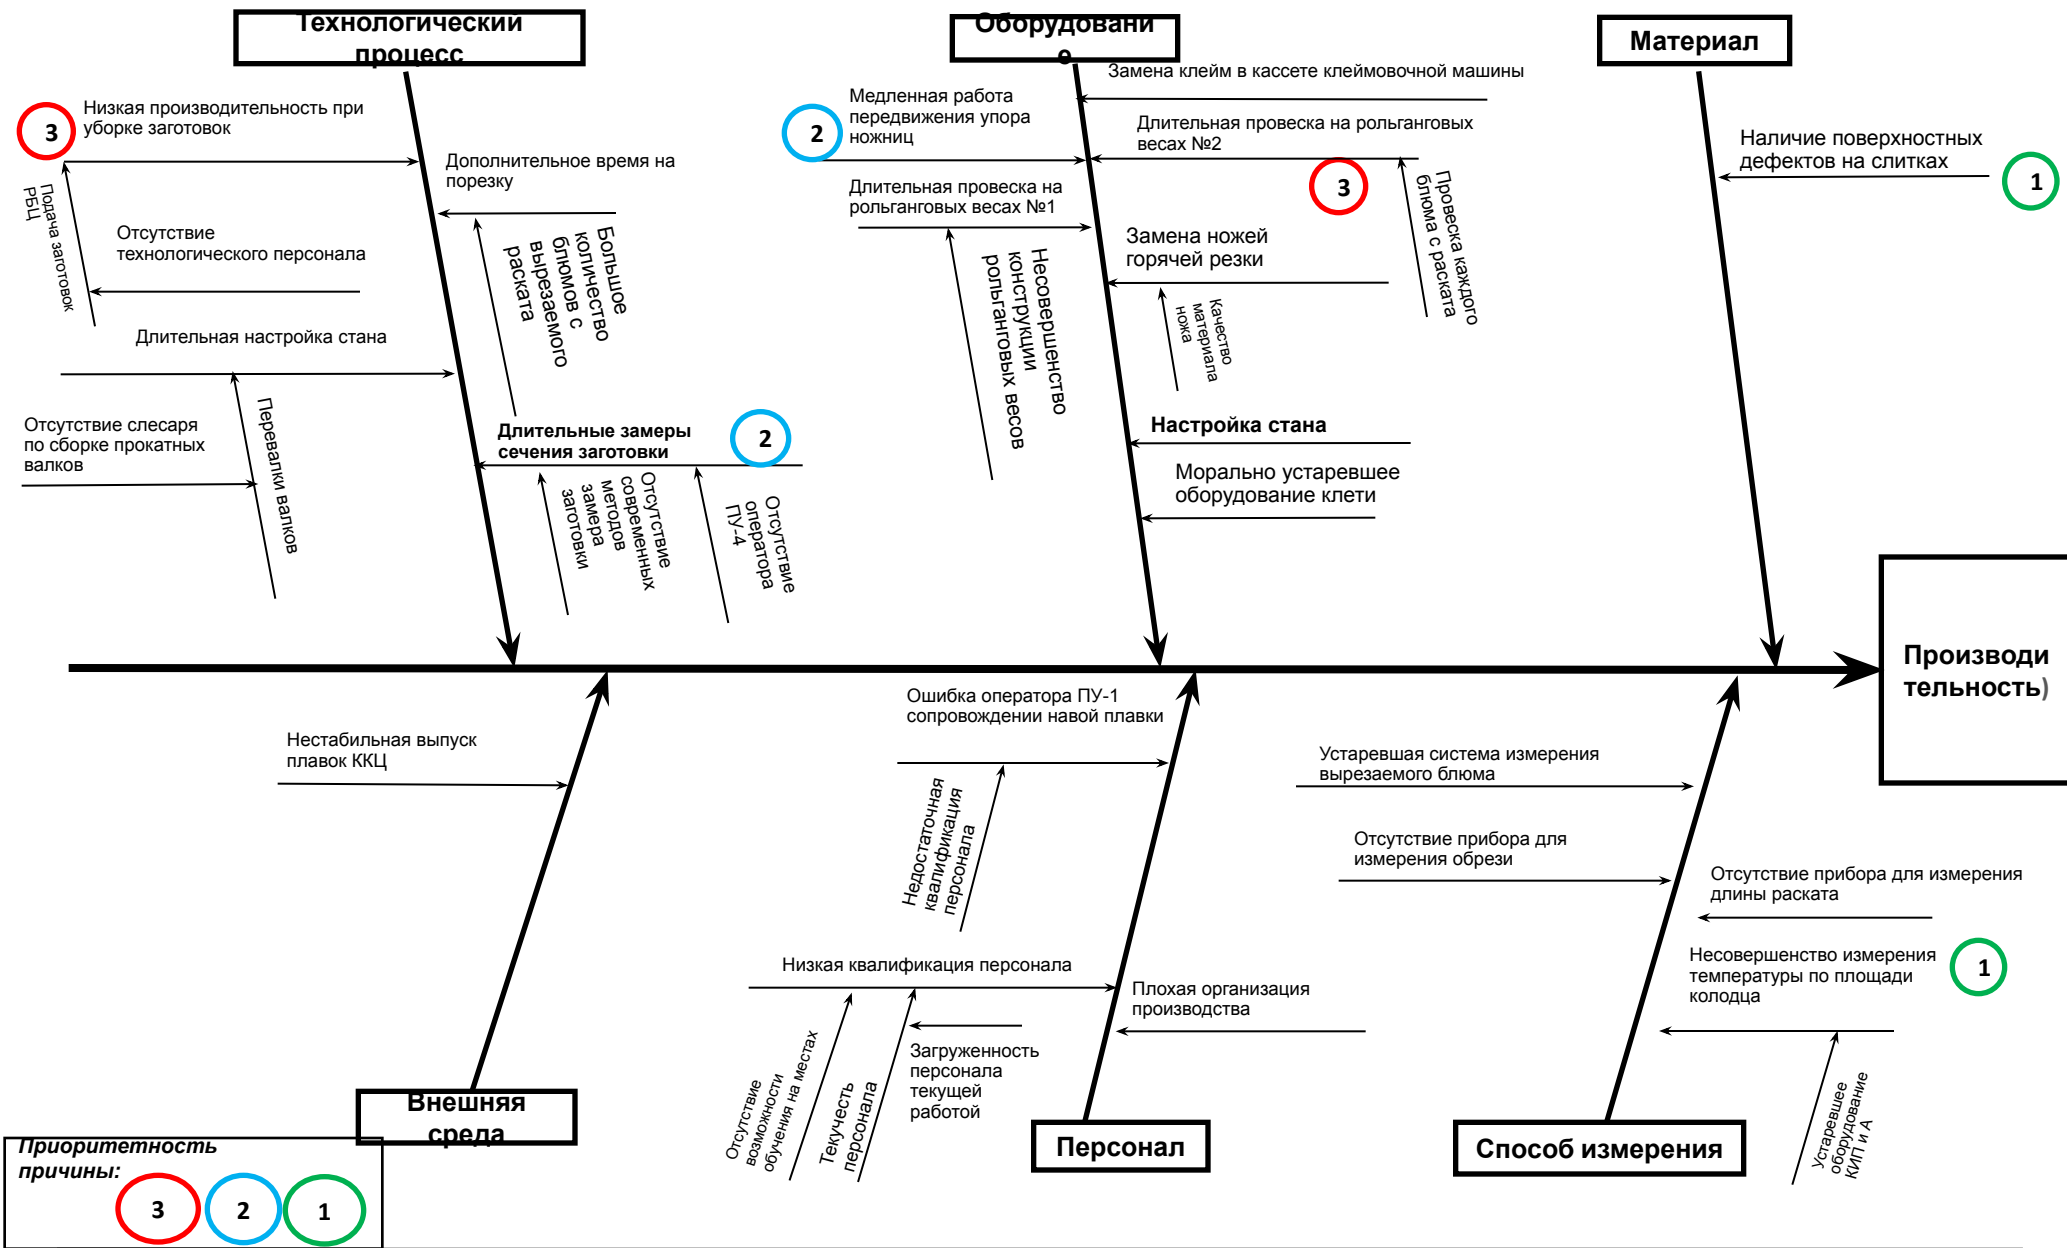 Технологический
процесс
Оборудовани
е
Материал
3
Низкая производительность при
уборке заготовок
Подача заготовок
РБЦ
Отсутствие
технологического персонала
Дополнительное время на
порезку
Большое
количество
блюмов с
вырезаемого
раската
Длительная настройка стана
Отсутствие слесаря
по сборке прокатных
валков
Перевалки валков
Длительные замеры
сечения заготовки
2
Отсутствие
современных
методов
замера
заготовки
Отсутствие
оператора
ПУ-4
Замена клейм в кассете клеймовочной машины
2
Медленная работа
передвижения упора
ножниц
Длительная провеска на рольганговых
весах №2
3
Провеска каждого
блюма с раската
Длительная провеска на
рольганговых весах №1
Несовершенство
конструкции
рольганговых весов
Замена ножей
горячей резки
Качество
материала
ножа
Настройка стана
Морально устаревшее
оборудование клети
Наличие поверхностных
дефектов на слитках
1
Производи
тельность)
Нестабильная выпуск
плавок ККЦ
Внешняя
среда
Ошибка оператора ПУ-1
сопровождении навой плавки
Недостаточная
квалификация
персонала
Низкая квалификация персонала
Отсутствие
возможности
обучения на местах
Текучесть
персонала
Загруженность
персонала
текущей
работой
Плохая организация
производства
Персонал
Устаревшая система измерения
вырезаемого блюма
Отсутствие прибора для
измерения обрези
Отсутствие прибора для измерения
длины раската
Несовершенство измерения
температуры по площади
колодца
1
Устаревшее
оборудование
КИП и А
Способ измерения
Приоритетность
причины:
3
2
1